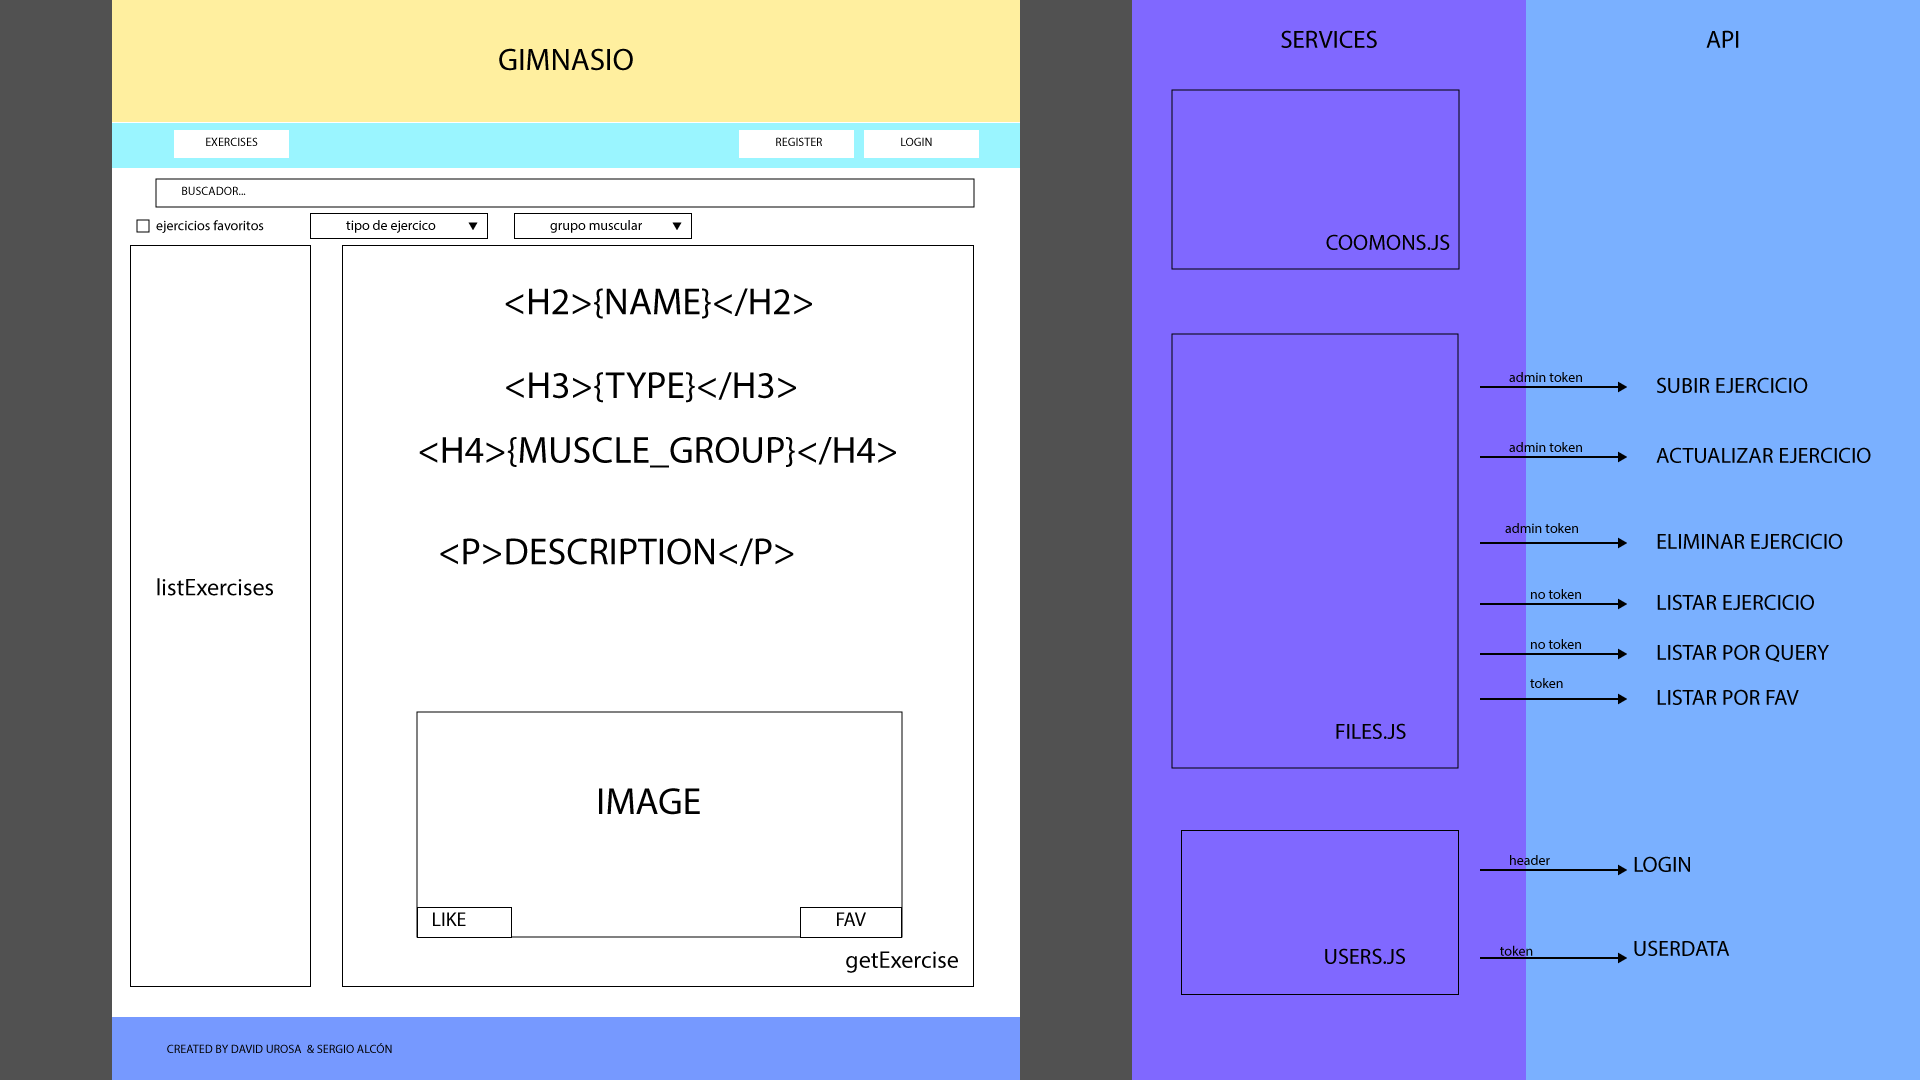 GIMNASIO
EXERCISES
REGISTER
LOGIN
BUSCADOR...
ejercicios favoritos
tipo de ejercico
grupo muscular
listExercises
<H2>{NAME}</H2>
<H3>{TYPE}</H3>
<H4>{MUSCLE_GROUP}</H4>
<P>DESCRIPTION</P>
IMAGE
LIKE
FAV
getExercise
CREATED BY DAVID UROSA & SERGIO ALCÓN
SERVICES
API
COOMONS.JS
admin token
SUBIR EJERCICIO
admin token
ACTUALIZAR EJERCICIO
admin token
ELIMINAR EJERCICIO
no token
LISTAR EJERCICIO
no token
LISTAR POR QUERY
token
LISTAR POR FAV
FILES.JS
header
LOGIN
token
USERDATA
USERS.JS